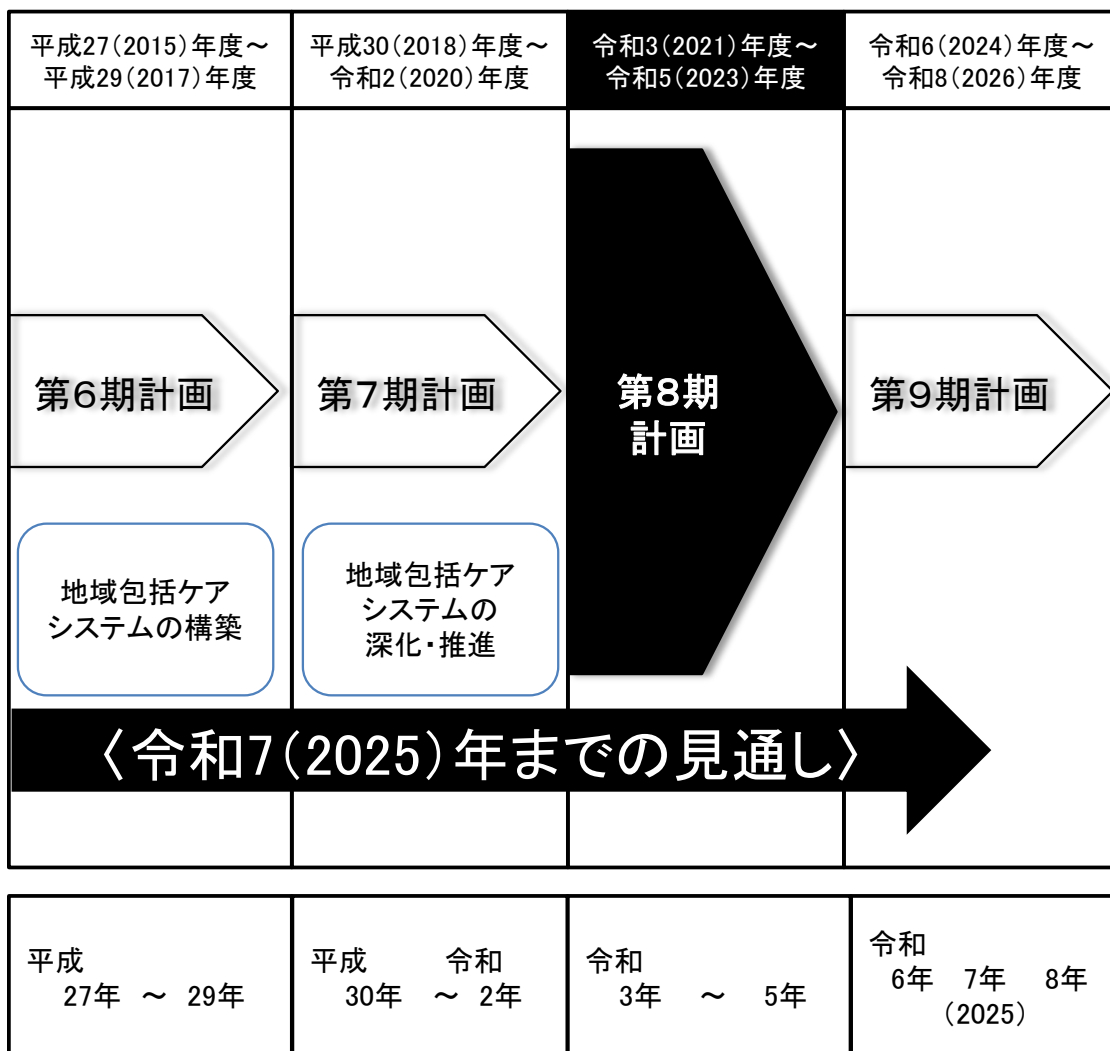 平成27(2015)年度～
平成29(2017)年度
平成30(2018)年度～
令和2(2020)年度
令和3(2021)年度～
令和5(2023)年度
令和6(2024)年度～
令和8(2026)年度
第6期計画
第7期計画
第8期
計画
第9期計画
地域包括ケア
システムの構築
地域包括ケア
システムの
深化・推進
〈令和7(2025)年までの見通し〉
平成
27年 ～ 29年
平成 令和
30年 ～ 2年
令和
3年 ～ 5年
令和
6年 7年 8年
(2025)